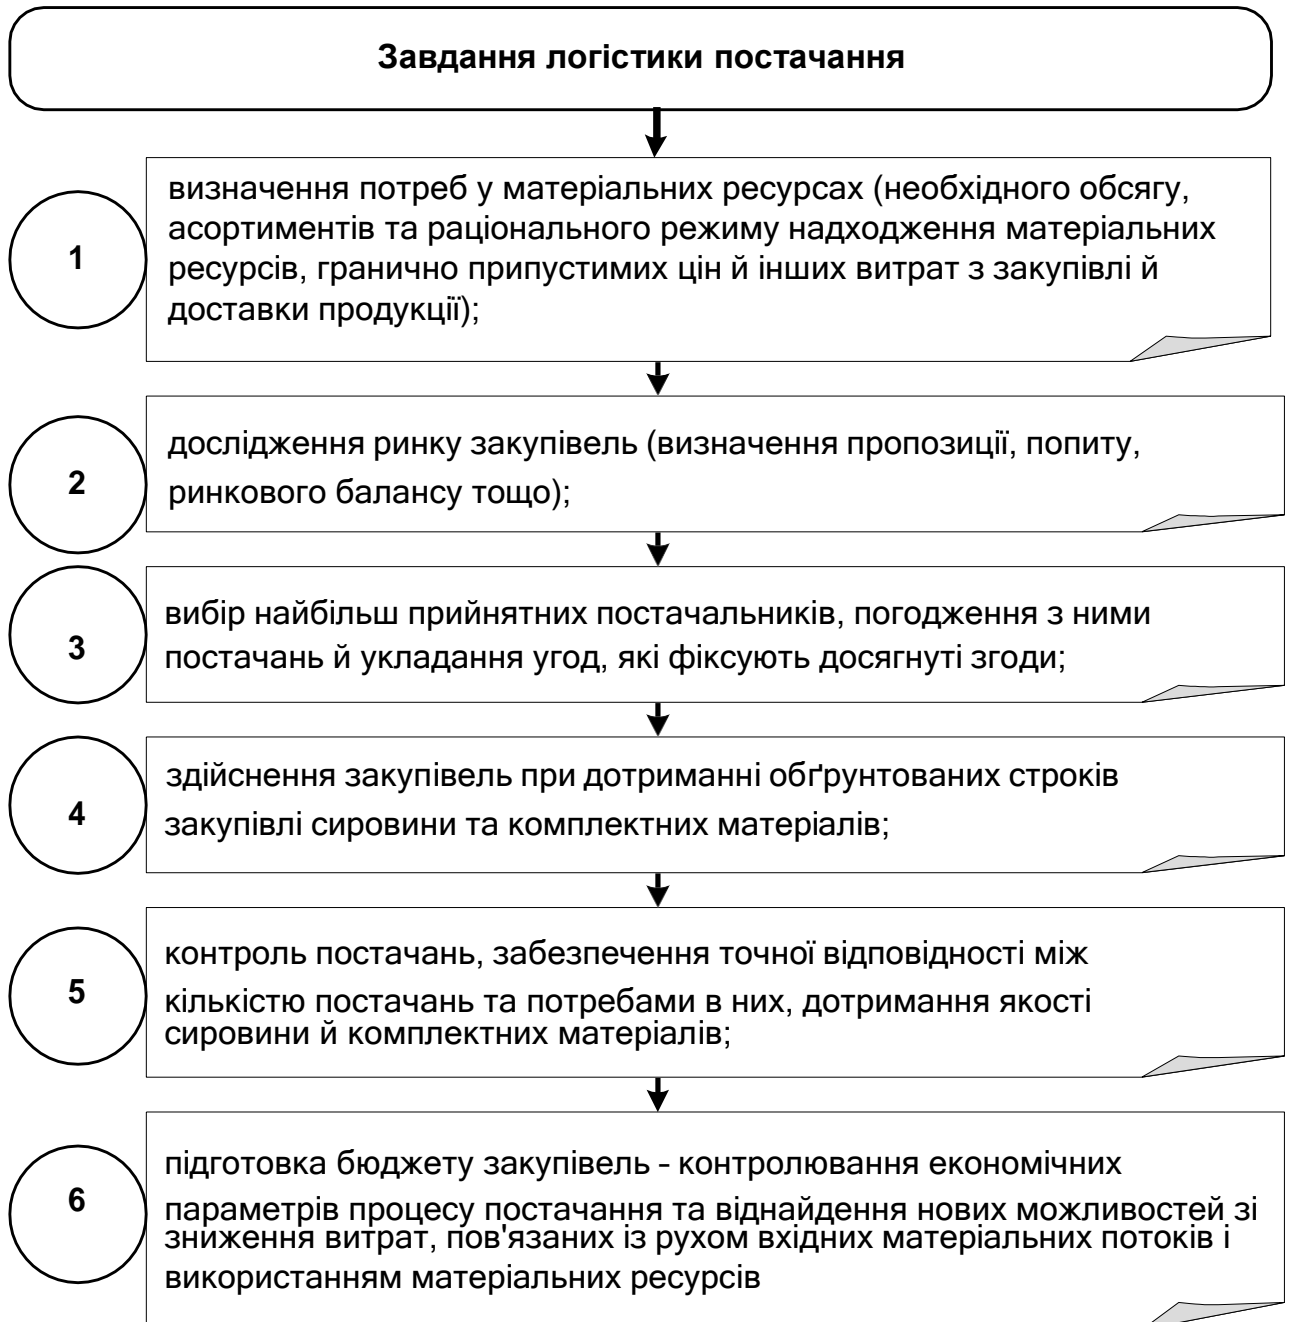 Завдання логістики постачання
1
визначення потреб у матеріальних ресурсах (необхідного обсягу,
асортиментів та раціонального режиму надходження матеріальних
ресурсів, гранично припустимих цін й інших витрат з закупівлі й
доставки продукції);
2
дослідження ринку закупівель (визначення пропозиції, попиту,
ринкового балансу тощо);
3
вибір найбільш прийнятних постачальників, погодження з ними
постачань й укладання угод, які фіксують досягнуті згоди;
4
здійснення закупівель при дотриманні обґрунтованих строків
закупівлі сировини та комплектних матеріалів;
5
контроль постачань, забезпечення точної відповідності між
кількістю постачань та потребами в них, дотримання якості
сировини й комплектних матеріалів;
6
підготовка бюджету закупівель - контролювання економічних
параметрів процесу постачання та віднайдення нових можливостей зі
зниження витрат, пов'язаних із рухом вхідних матеріальних потоків і
використанням матеріальних ресурсів